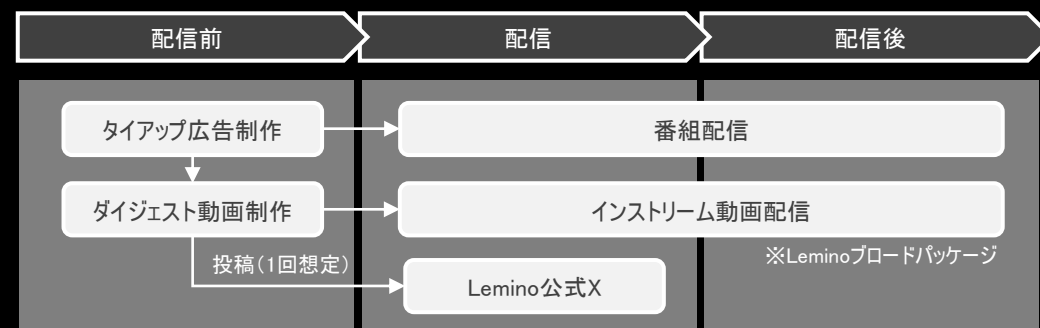 配信前
配信
配信後
タイアップ広告制作
番組配信
ダイジェスト動画制作
インストリーム動画配信
※Leminoブロードパッケージ
投稿(1回想定)
Lemino公式X